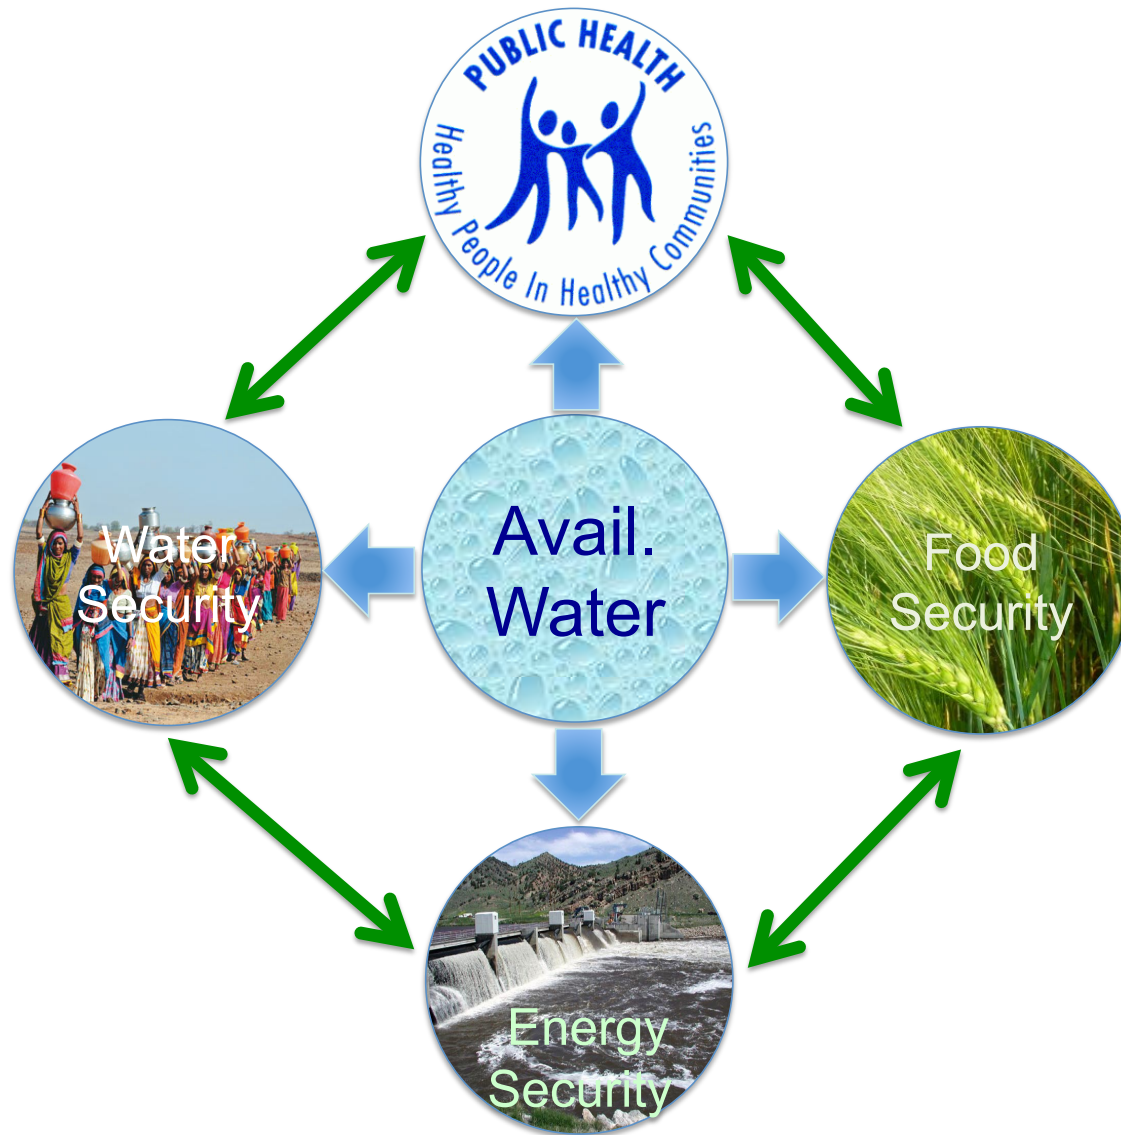 PUBLIC HEALTH
Healthy People In Healthy Communities
Water
Security
Avail.
Water
Food
Security
Energy
Security